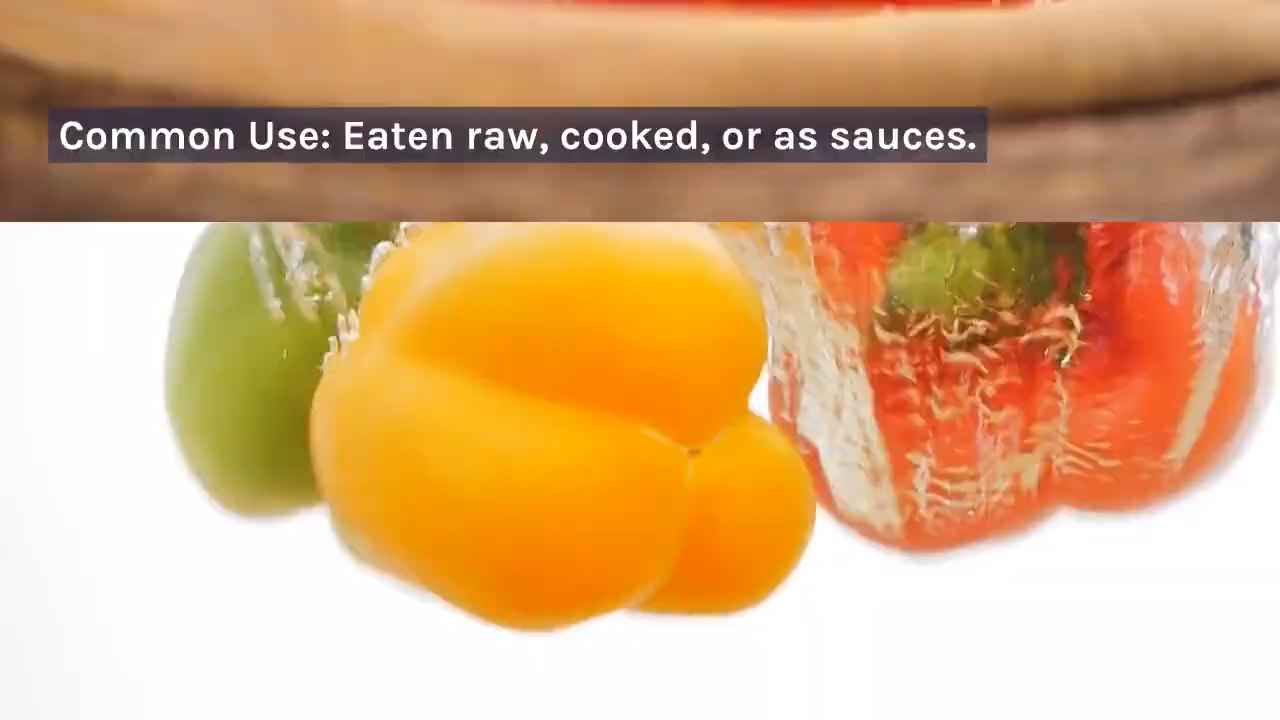 Common Use: Eaten raw, cooked, or as sauces.